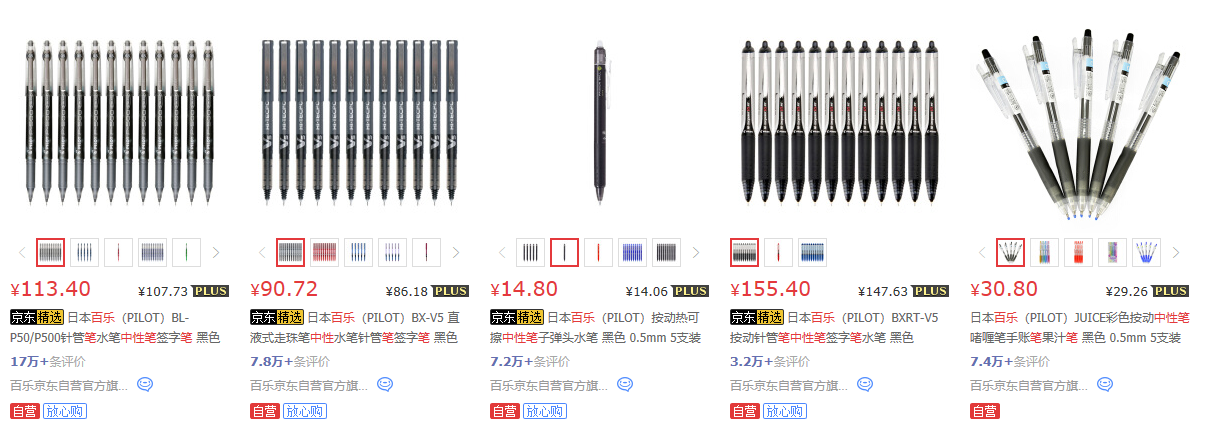 ¥113.40 ¥107.73 PLUS
京东精选 日本百乐（PILOT）BL-
P50/P500针管笔水笔中性笔签字笔 黑色
17万+条评价
百乐京东自营官方旗...
自营 放心购
¥90.72 ¥86.18 PLUS
京东精选 日本百乐（PILOT）BX-V5 直
液式走珠笔中性水笔针管笔签字笔 黑色
7.8万+条评价
百乐京东自营官方旗...
自营 放心购
¥14.80 ¥14.06 PLUS
京东精选 日本百乐（PILOT）按动热可
擦中性笔子弹头水笔 黑色 0.5mm 5支装
7.2万+条评价
百乐京东自营官方旗...
自营 放心购
¥155.40 ¥147.63 PLUS
京东精选 日本百乐（PILOT）BXRT-V5
按动针管笔中性笔签字笔水笔 黑色
3.2万+条评价
百乐京东自营官方旗...
自营 放心购
¥30.80 ¥29.26 PLUS
日本百乐（PILOT）JUICE彩色按动中性笔
啫喱笔手账笔果汁笔 黑色 0.5mm 5支装
7.4万+条评价
百乐京东自营官方旗...
自营